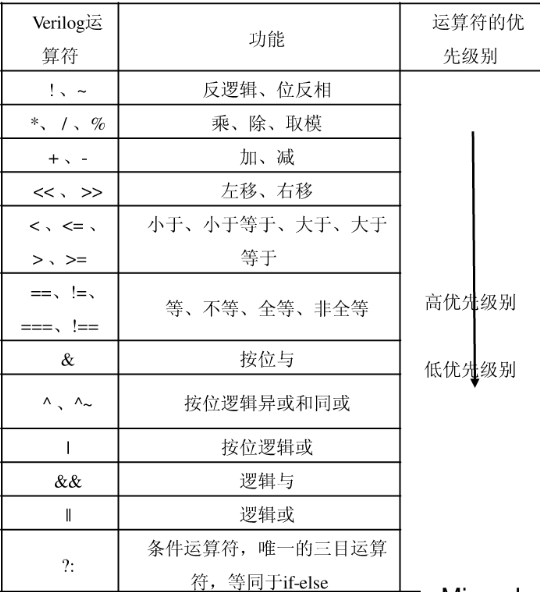 Verilog运
算符
功能
运算符的优
先级别
! 、~
反逻辑、位反相
*、 / 、%
乘、除、取模
+ 、-
加、减
<< 、 >>
左移、右移
< 、<= 、
> 、>=
小于、小于等于、大于、大于
等于
==、!=、
===、!==
等、不等、全等、非全等
高优先级别
&
按位与
低优先级别
^ 、^~
按位逻辑异或和同或
|
按位逻辑或
&&
逻辑与
||
逻辑或
?:
条件运算符，唯一的三目运算
符，等同于if-else